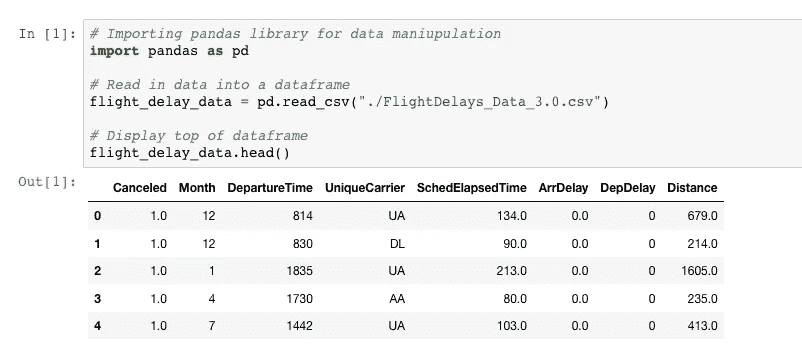 In [1]: # Importing pandas library for data maniupulation
import pandas as pd
# Read in data into a dataframe
flight_delay_data = pd.read_csv("./FlightDelays_Data_3.0.csv")
# Display top of dataframe
flight_delay_data.head()
Out[1]:
Canceled Month DepartureTime UniqueCarrier SchedElapsedTime ArrDelay DepDelay Distance
0 1.0 12 814 UA 134.0 0.0 0 679.0
1 1.0 12 830 DL 90.0 0.0 0 214.0
2 1.0 1 1835 UA 213.0 0.0 0 1605.0
3 1.0 4 1730 AA 80.0 0.0 0 235.0
4 1.0 7 1442 UA 103.0 0.0 0 413.0